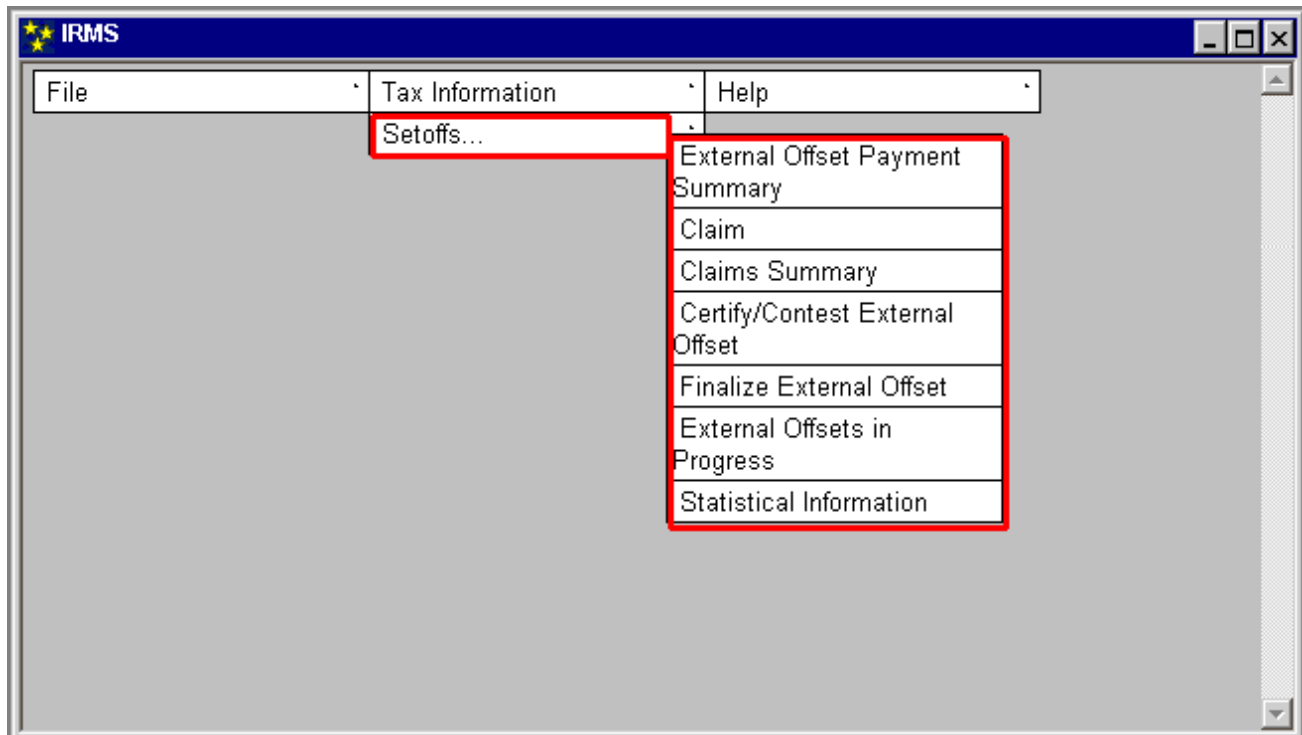 IRMS
File
Tax Information
Help
Setoffs...
External Offset Payment
Summary
Claim
Claims Summary
Certify/Contest External
Offset
Finalize External Offset
External Offsets in
Progress
Statistical Information